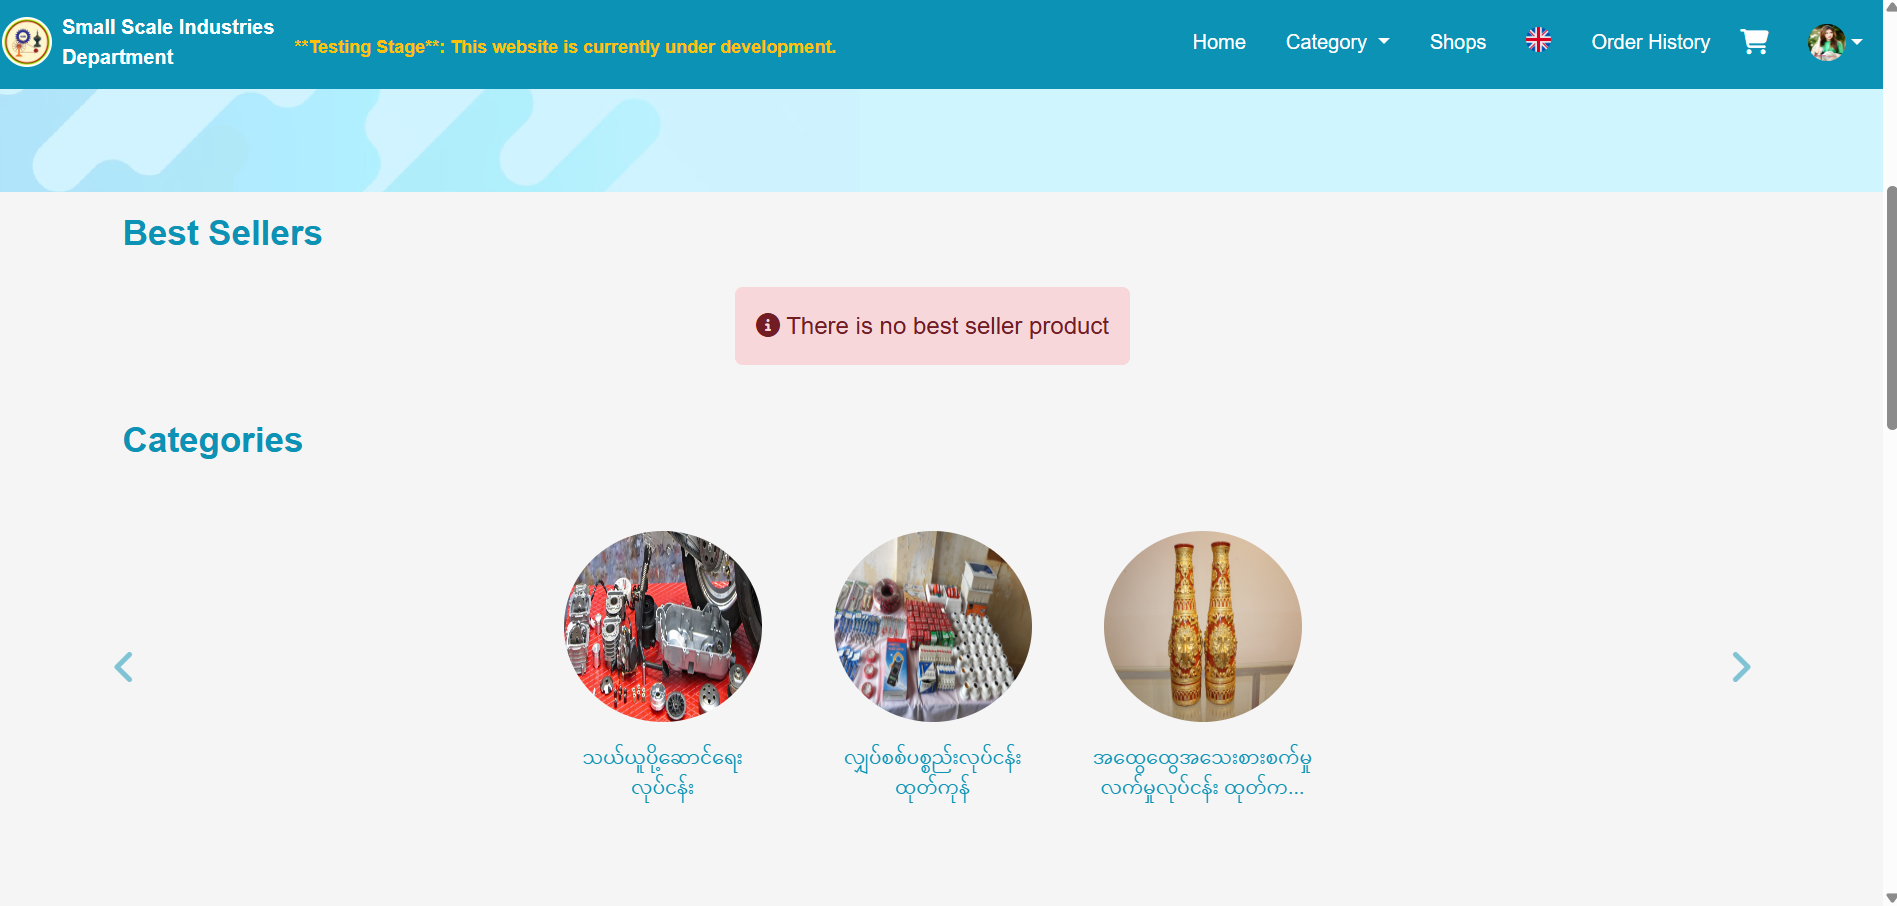 Small Scale Industries
Department
**Testing Stage**: This website is currently under development.
Home
Category
Shops
Order History
Best Sellers
There is no best seller product
Categories
သယ်ယူပို့ဆောင်ရေး
လုပ်ငန်း
လျှပ်စစ်ပစ္စည်းလုပ်ငန်း
ထုတ်ကုန်
အထွေထွေအသေးစားစက်မှု
လက်မှုလုပ်ငန်း ထုတ်က...